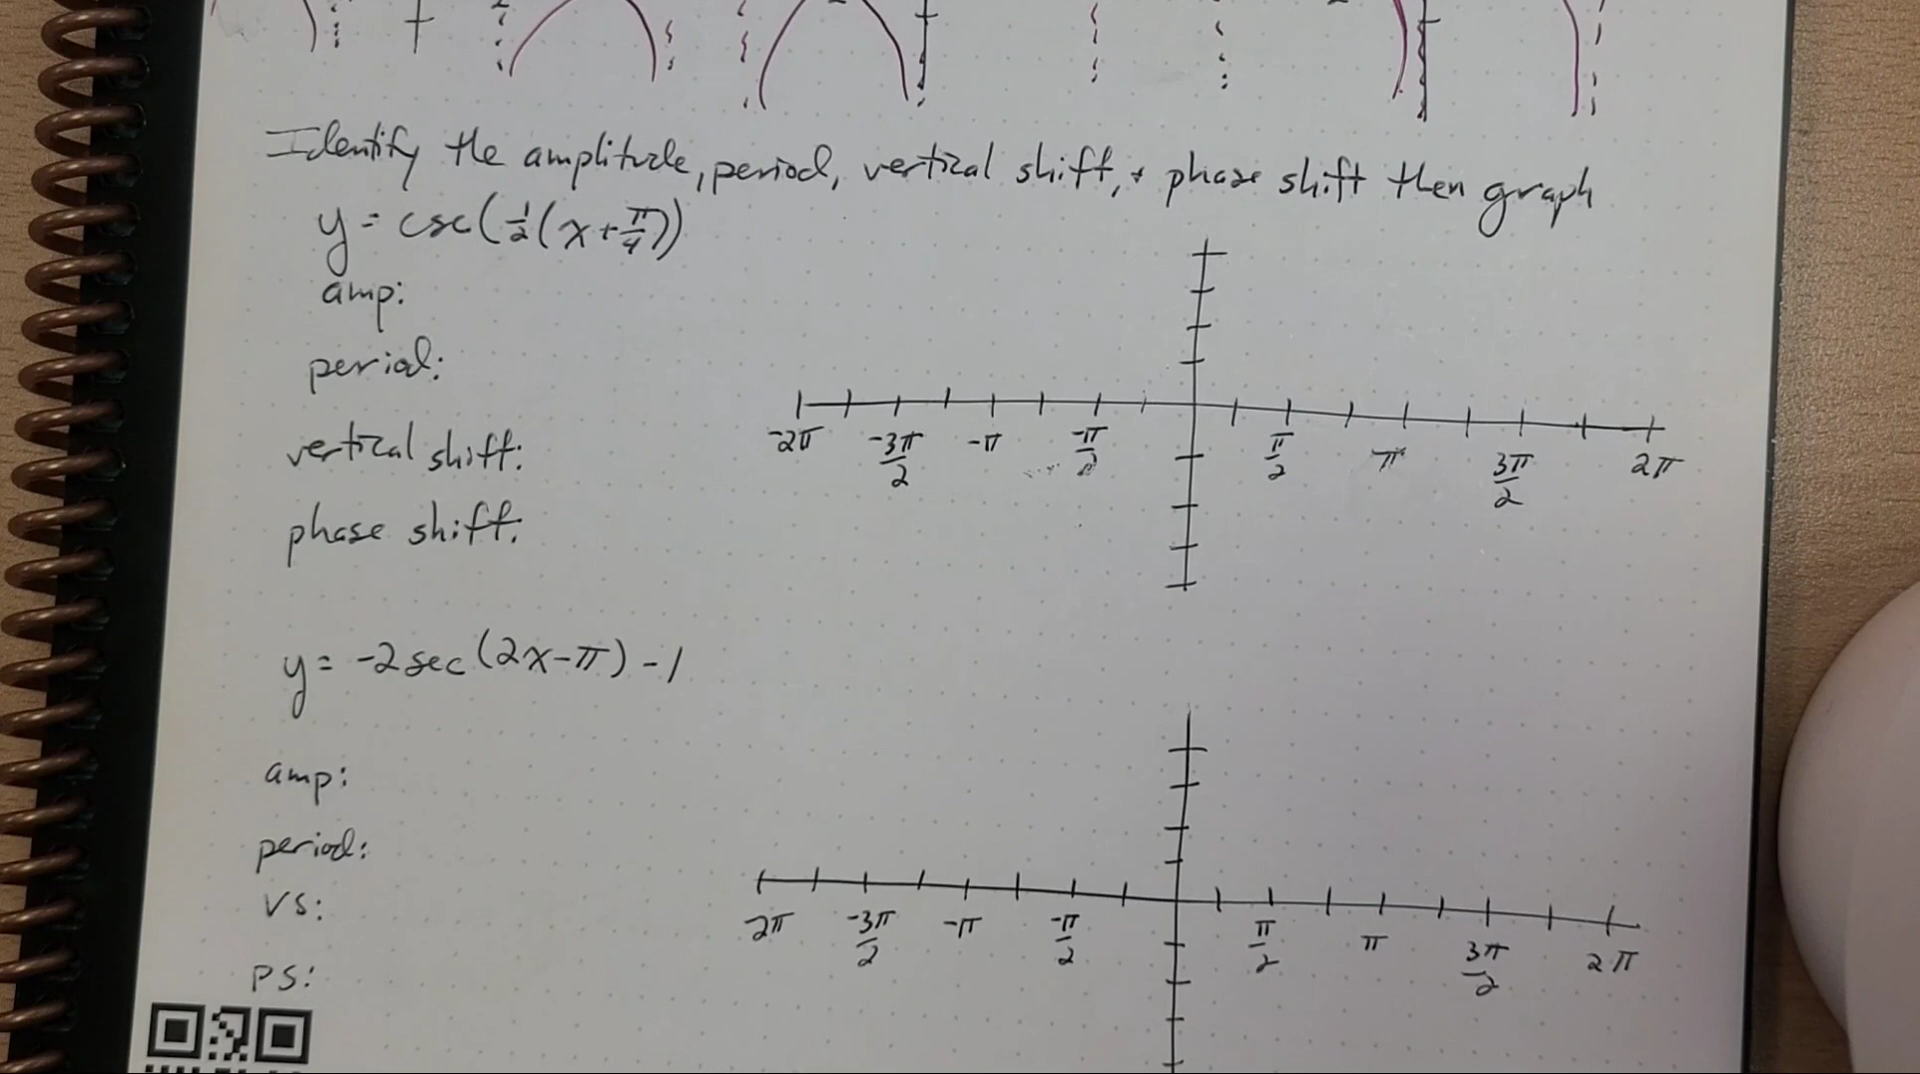 Identify the amplitude, period, vertical shift, + phase shift then graph
y = csc(1/2(x+π/4))
amp:
period:
vertical shift:
phase shift:
-2π -3π/2 -π -π/2 π/2 π 3π/2 2π
y = -2sec(2x-π) -1
amp:
period:
VS:
PS:
-2π -3π/2 -π -π/2 π/2 π 3π/2 2π